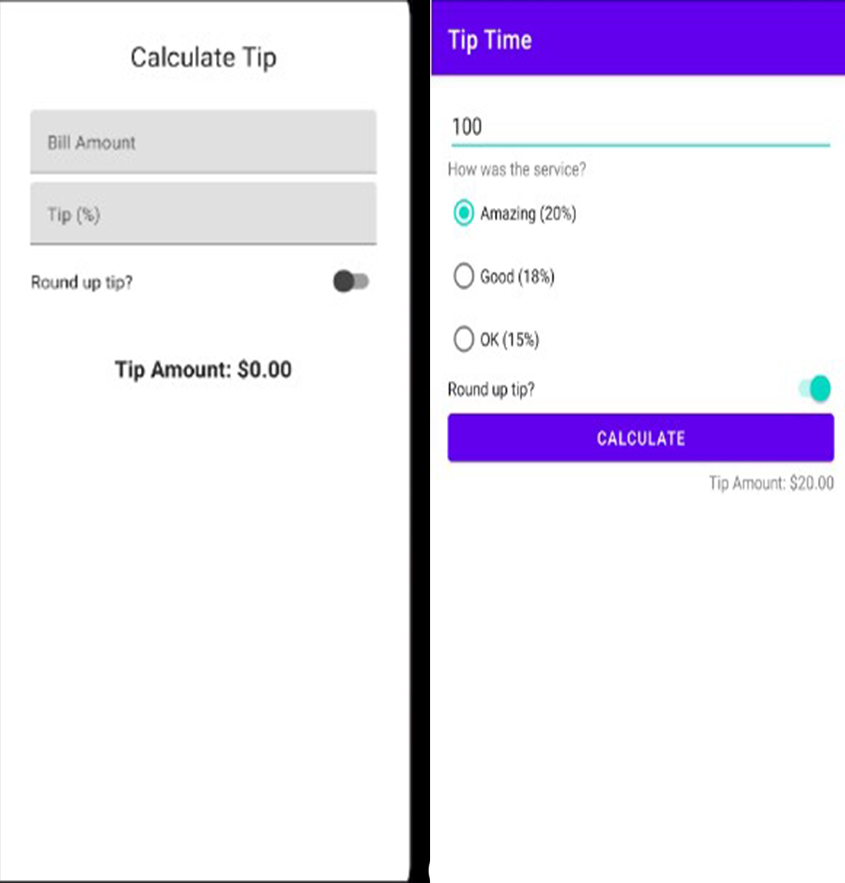 Calculate Tip
Bill Amount
Tip (%)
Round up tip?
Tip Amount: $0.00
Tip Time
100
How was the service?
Amazing (20%)
Good (18%)
OK (15%)
Round up tip?
CALCULATE
Tip Amount: $20.00